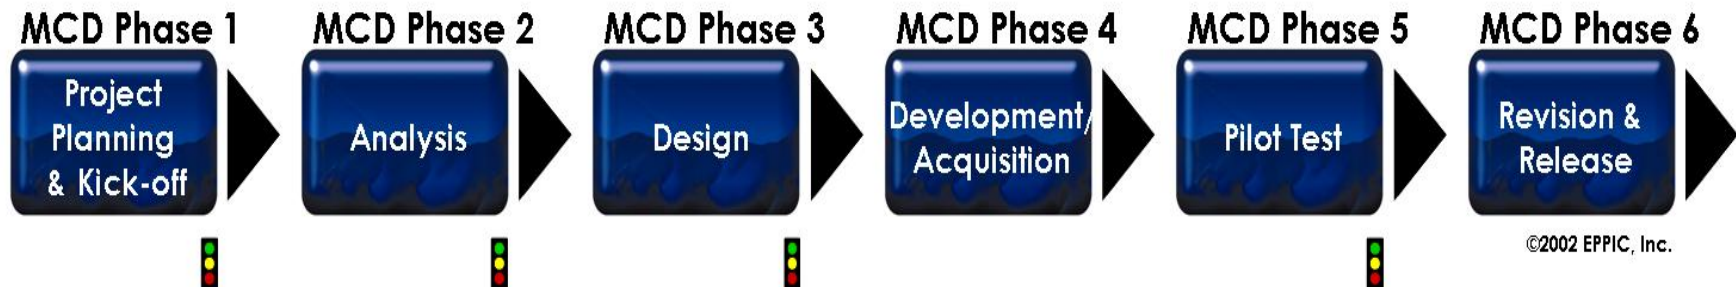 MCD Phase 1
Project
Planning
& Kick-off
MCD Phase 2
Analysis
MCD Phase 3
Design
MCD Phase 4
Development/
Acquisition
MCD Phase 5
Pilot Test
MCD Phase 6
Revision &
Release
©2002 EPPIC, Inc.